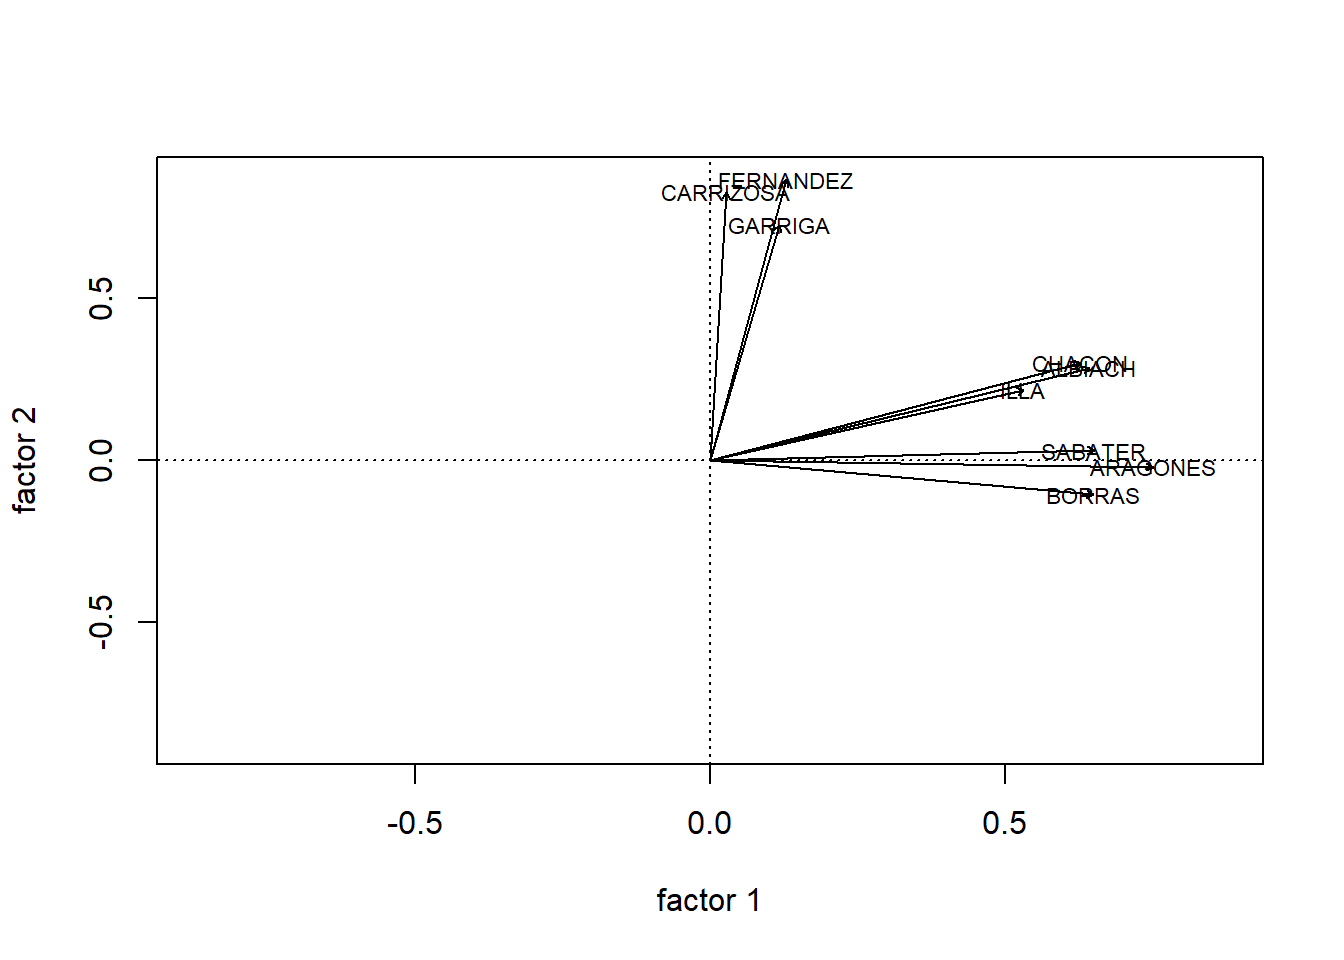 FERNANDEZ
CARRIZOSA
GARRIGA
0.5
CHACON
ALBIACH
ILLA
SABATER
0.0
ARAGONES
BORRAS
factor 2
-0.5
-0.5 0.0 0.5
factor 1